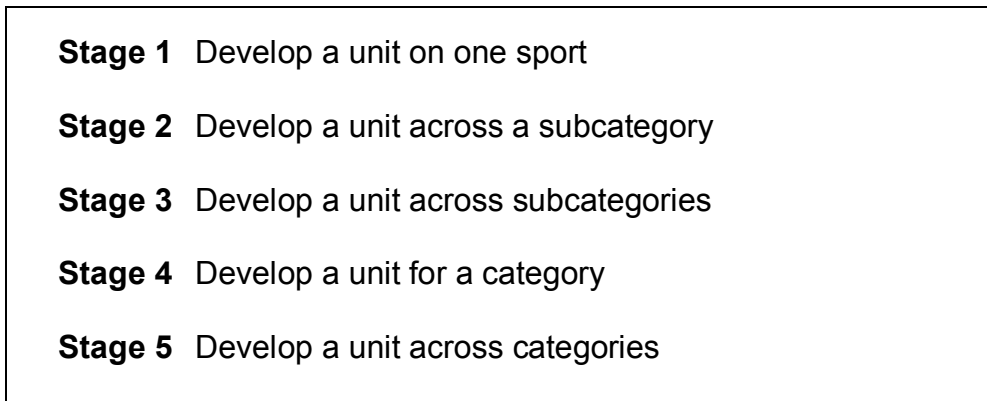 Stage 1 Develop a unit on one sport
Stage 2 Develop a unit across a subcategory
Stage 3 Develop a unit across subcategories
Stage 4 Develop a unit for a category
Stage 5 Develop a unit across categories